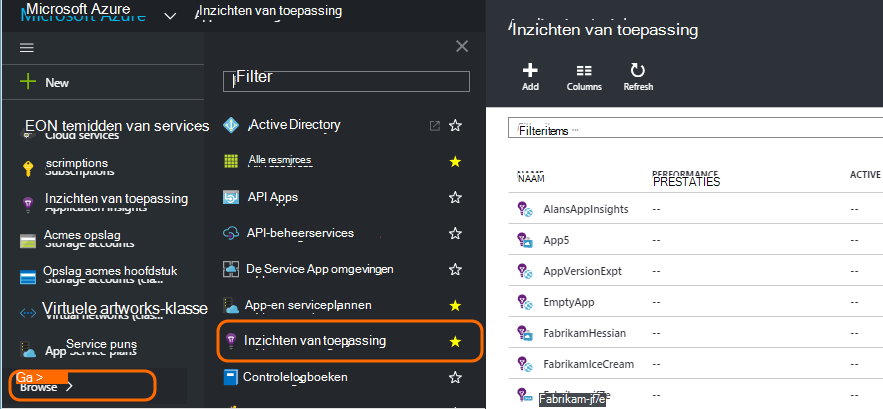 Microsoft Azure
Microsoft Azure
Inzichten van toepassing
New
EON temidden van services
Cloud services
scrimptions
Subscriptions
Inzichten van toepassing
Application Insights
Acmes opslag
Storage accounts
Opslag acmes hoofdstuk
Storage accounts (cla...
Virtuele artworks-klasse
Virtual networks (clas...
Service puns
App Service plans
Ga >
Browse >
Filter
Active Directory
Alle resmjroes
API Apps
API-beheerservices
De Service App omgevingen
App-en serviceplannen
Inzichten van toepassing
Controlelogboeken
Inzichten van toepassing
Add
Columns
Refresh
Filteritems ...
NAME
NAAM
PERFORMANCE
PRESTATIES
ACTIVE
AlansAppInsights -- --
App5 -- --
AppVersionExpt -- --
EmptyApp -- --
FabrikamHessian -- --
FabrikamIceCream -- --
Fabrikam-jf7e -- --